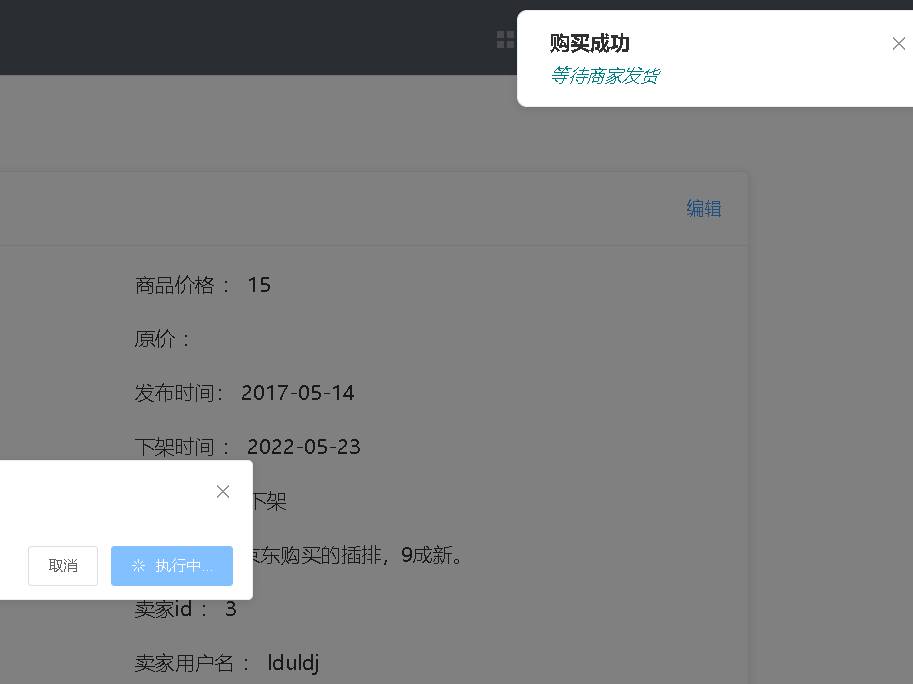 购买成功
等待商家发货
编辑
商品价格： 15
原价：
发布时间： 2017-05-14
下架时间： 2022-05-23
下架
京东购买的插排，9成新。
取消
执行中...
卖家id： 3
卖家用户名： lduldj